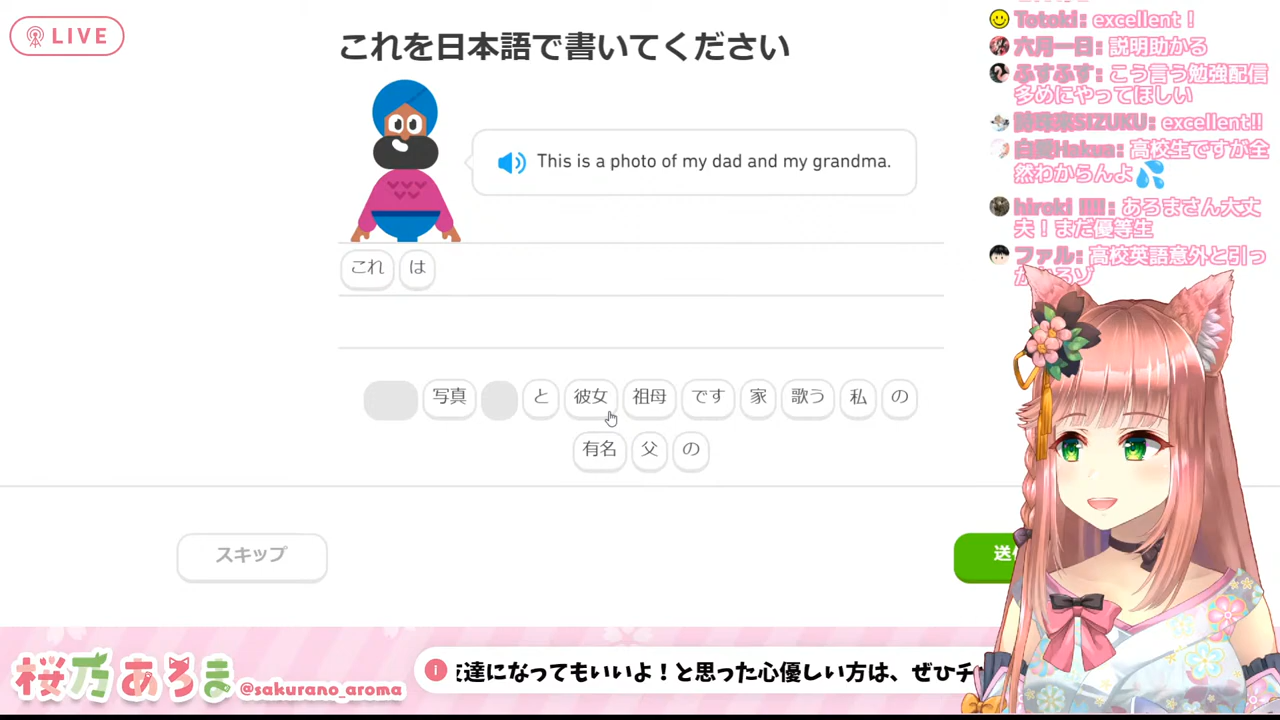 LIVE
これを日本語で書いてください
This is a photo of my dad and my grandma.
これ は
写真 と 彼女 祖母 です 家 歌う 私 の
有名 父 の
スキップ
Totoki: excellent !
六月一日: 説明助かる
ふすふす: こう言う勉強配信
多めにやってほしい
SIZUKU: excellent!!
Hakua: 高校生ですが全
然わからんよ
hiroki !!!!: あろまさん大丈
夫！まだ優等生
ファル: 高校英語意外と引っ
桜乃あろま
@sakurano_aroma
達になってもいいよ！と思った心優しい方は、ぜひチ